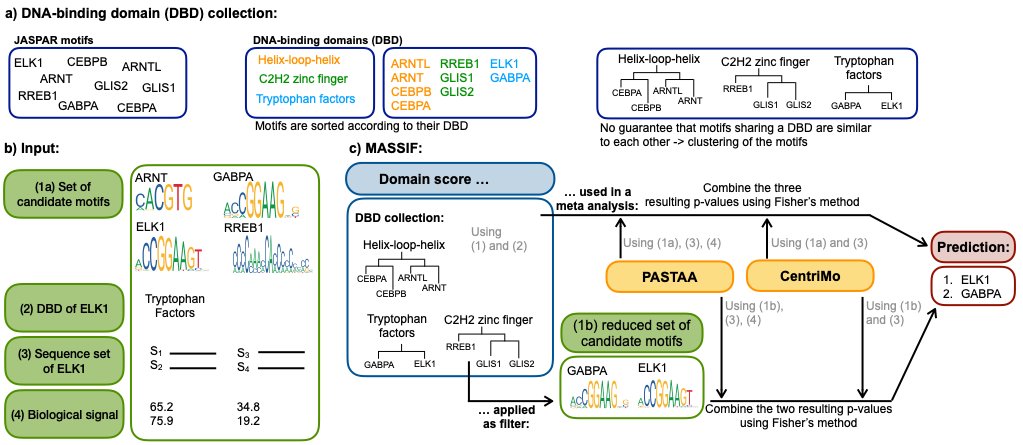 a) DNA-binding domain (DBD) collection:
JASPAR motifs
ELK1 CEBPB ARNTL
ARNT GLIS2 GLIS1
RREB1 GABPA CEBPA
DNA-binding domains (DBD)
Helix-loop-helix
C2H2 zinc finger
Tryptophan factors
ARNTL RREB1 ELK1
ARNT GLIS1 GABPA
CEBPB GLIS2
CEBPA
Motifs are sorted according to their DBD
Helix-loop-helix
CEBPA ARNTL
CEBPB ARNT
C2H2 zinc finger
RREB1
GLIS1 GLIS2
Tryptophan
factors
GABPA ELK1
No guarantee that motifs sharing a DBD are similar
to each other -> clustering of the motifs
b) Input:
(1a) Set of
candidate motifs
ARNT GABPA
CACGTG ACCGGAAG
ELK1 RREB1
ACCGGAAGT
(2) DBD of ELK1
Tryptophan
Factors
(3) Sequence set
of ELK1
S1 S3
S2 S4
(4) Biological signal
65.2 34.8
75.9 19.2
c) MASSIF:
Domain score ...
DBD collection:
Using
(1) and (2)
Helix-loop-helix
CEBPA ARNTL
CEBPB ARNT
Tryptophan
factors
GABPA ELK1
C2H2 zinc finger
RREB1
GLIS1 GLIS2
... used in a
meta analysis:
Combine the three
resulting p-values using Fisher's method
Using (1a), (3), (4)
Using (1a) and (3)
PASTAA
CentriMo
Using (1b),
(3), (4)
Using (1b)
and (3)
(1b) reduced set of
candidate motifs
GABPA ELK1
ACCGGAAG ACCGGAAGT
... applied
as filter:
Combine the two resulting p-values
using Fisher's method
Prediction:
1. ELK1
2. GABPA